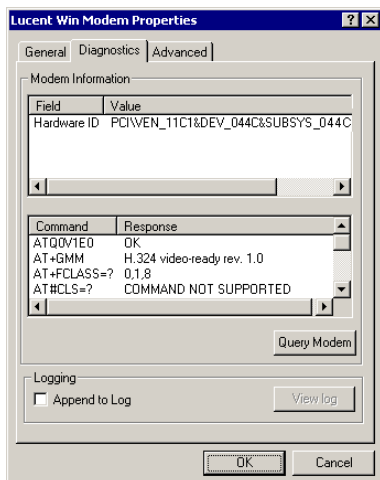 Lucent Win Modem Properties
General Diagnostics Advanced
Modem Information
Field Value
Hardware ID PCI\VEN_11C1&DEV_044C&SUBSYS_044C
Command Response
ATQ0V1E0 OK
AT+GMM H.324 video-ready rev. 1.0
AT+FCLASS=? 0,1,8
AT#CLS=? COMMAND NOT SUPPORTED
Query Modem
Logging
Append to Log View log
OK Cancel